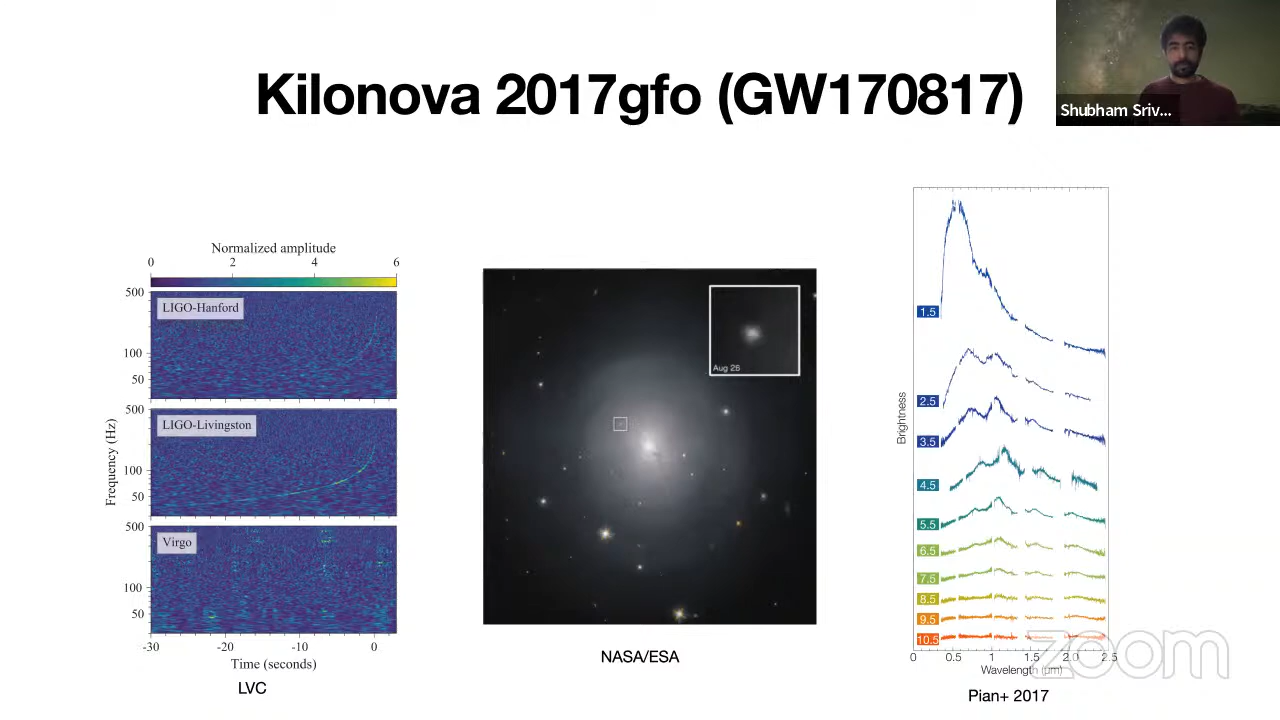 Kilonova 2017gfo (GW170817)
Shubham Sriv...
Normalized amplitude
0 2 4 6
500
LIGO-Hanford
100
50
500
LIGO-Livingston
100
50
Frequency (Hz)
500
Virgo
100
50
-30 -20 -10 0
Time (seconds)
LVC
Aug 26
NASA/ESA
Brightness
1.5
2.5
3.5
4.5
5.5
6.5
7.5
8.5
9.5
10.5
0 0.5 1 1.5 2.0 2.5
Wavelength (μm)
Pian+ 2017
zoom